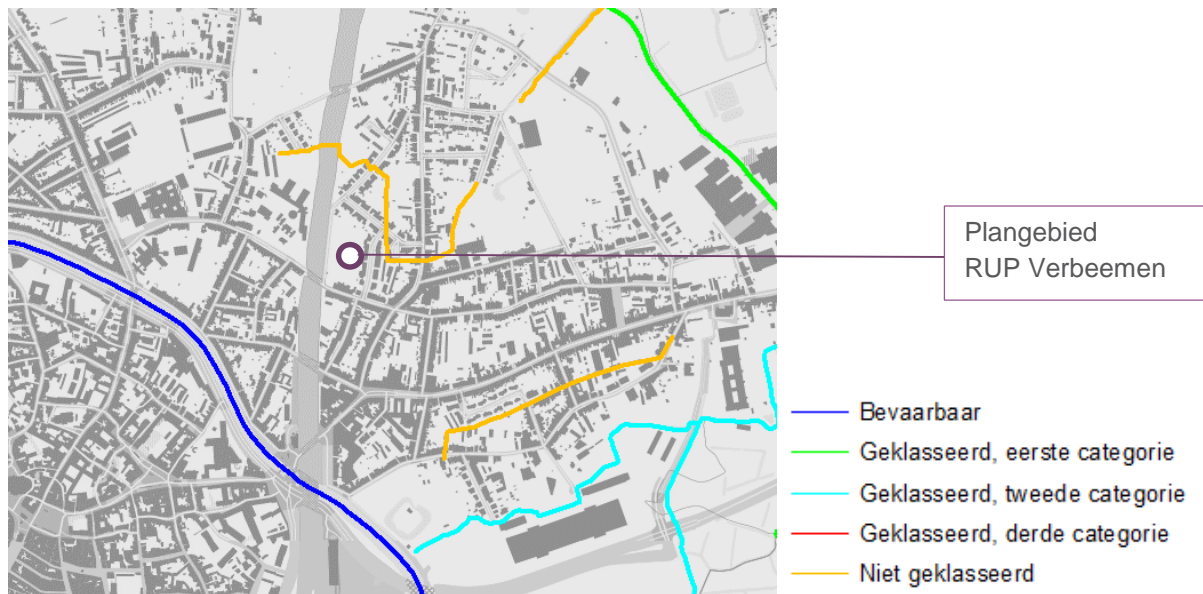 Plangebied
RUP Verbeemen
Bevaarbaar
Geklasseerd, eerste categorie
Geklasseerd, tweede categorie
Geklasseerd, derde categorie
Niet geklasseerd